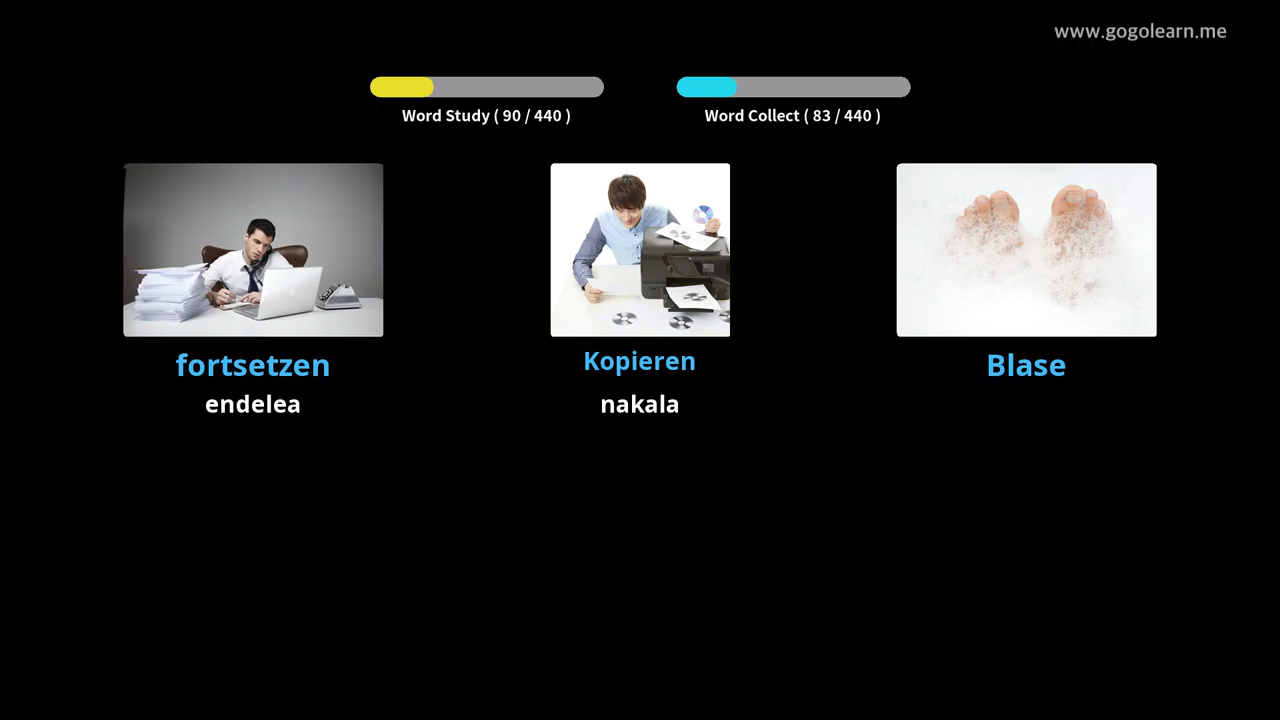 www.gogolearn.me
Word Study ( 90 / 440 )
Word Collect ( 83 / 440 )
fortsetzen
endelea
Kopieren
nakala
Blase